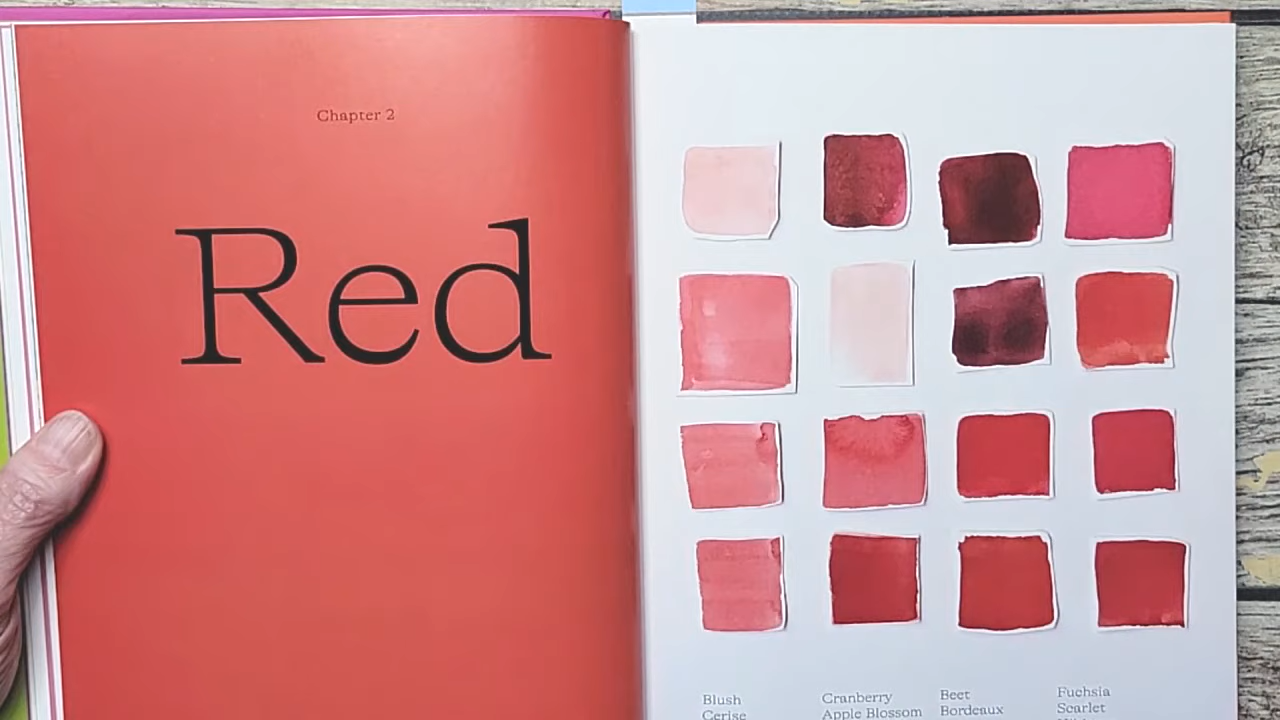 Chapter 2
Red
Blush
Cerise
Cranberry
Apple Blossom
Beet
Bordeaux
Fuchsia
Scarlet